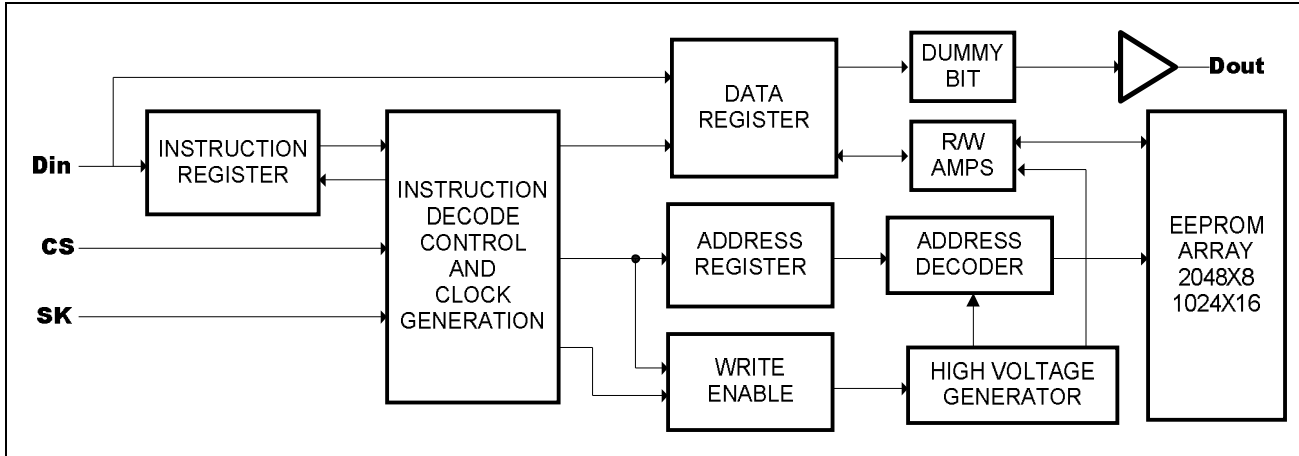 Din
CS
SK
INSTRUCTION
REGISTER
INSTRUCTION
DECODE
CONTROL
AND
CLOCK
GENERATION
DATA
REGISTER
ADDRESS
REGISTER
WRITE
ENABLE
DUMMY
BIT
R/W
AMPS
ADDRESS
DECODER
HIGH VOLTAGE
GENERATOR
Dout
EEPROM
ARRAY
2048X8
1024X16